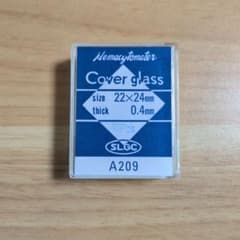 Hemacytometer
Cover glass
size 22×24mm
thick 0.4mm
SLGC
A209